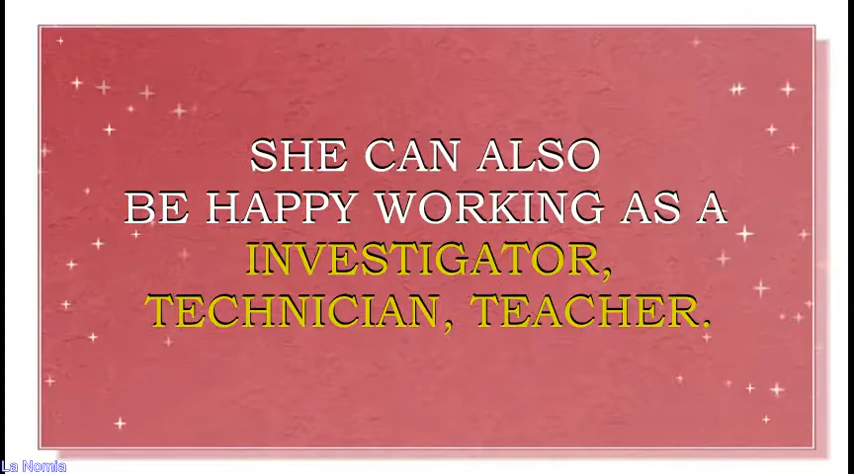 SHE CAN ALSO
BE HAPPY WORKING AS A
INVESTIGATOR,
TECHNICIAN, TEACHER.
La Nomia